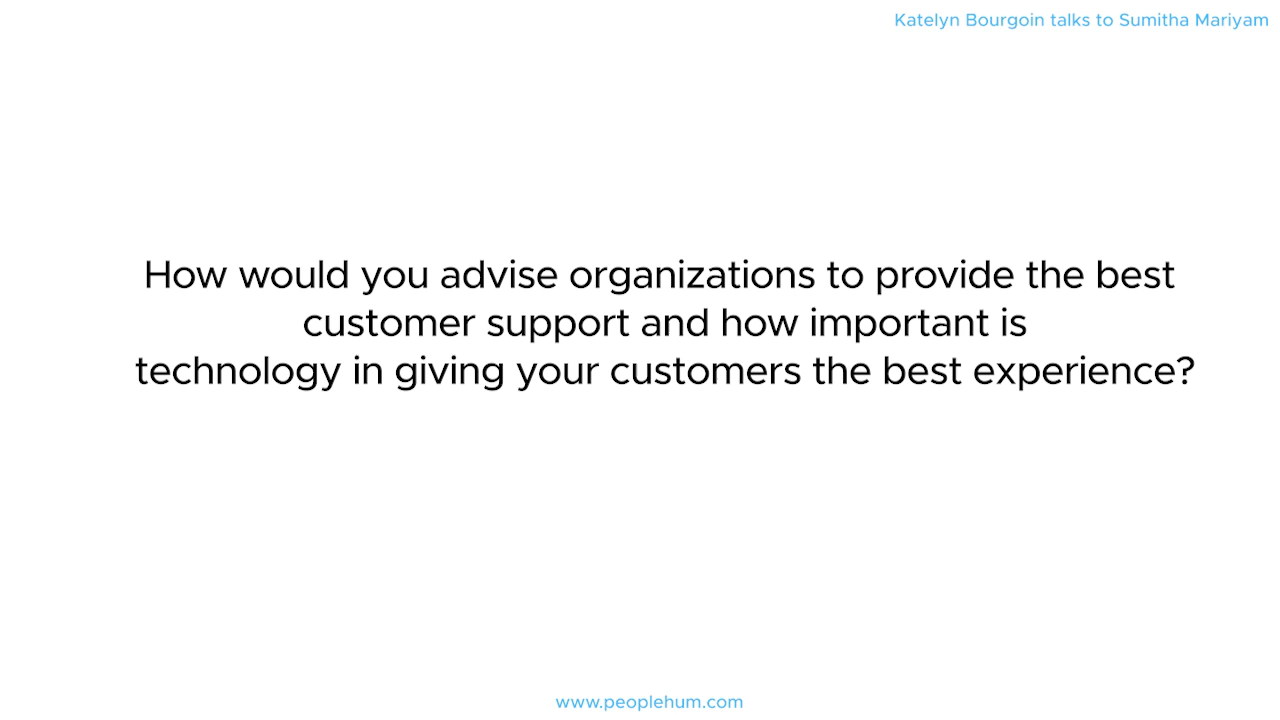 Katelyn Bourgoin talks to Sumitha Mariyam
How would you advise organizations to provide the best
customer support and how important is
technology in giving your customers the best experience?
www.peoplehum.com